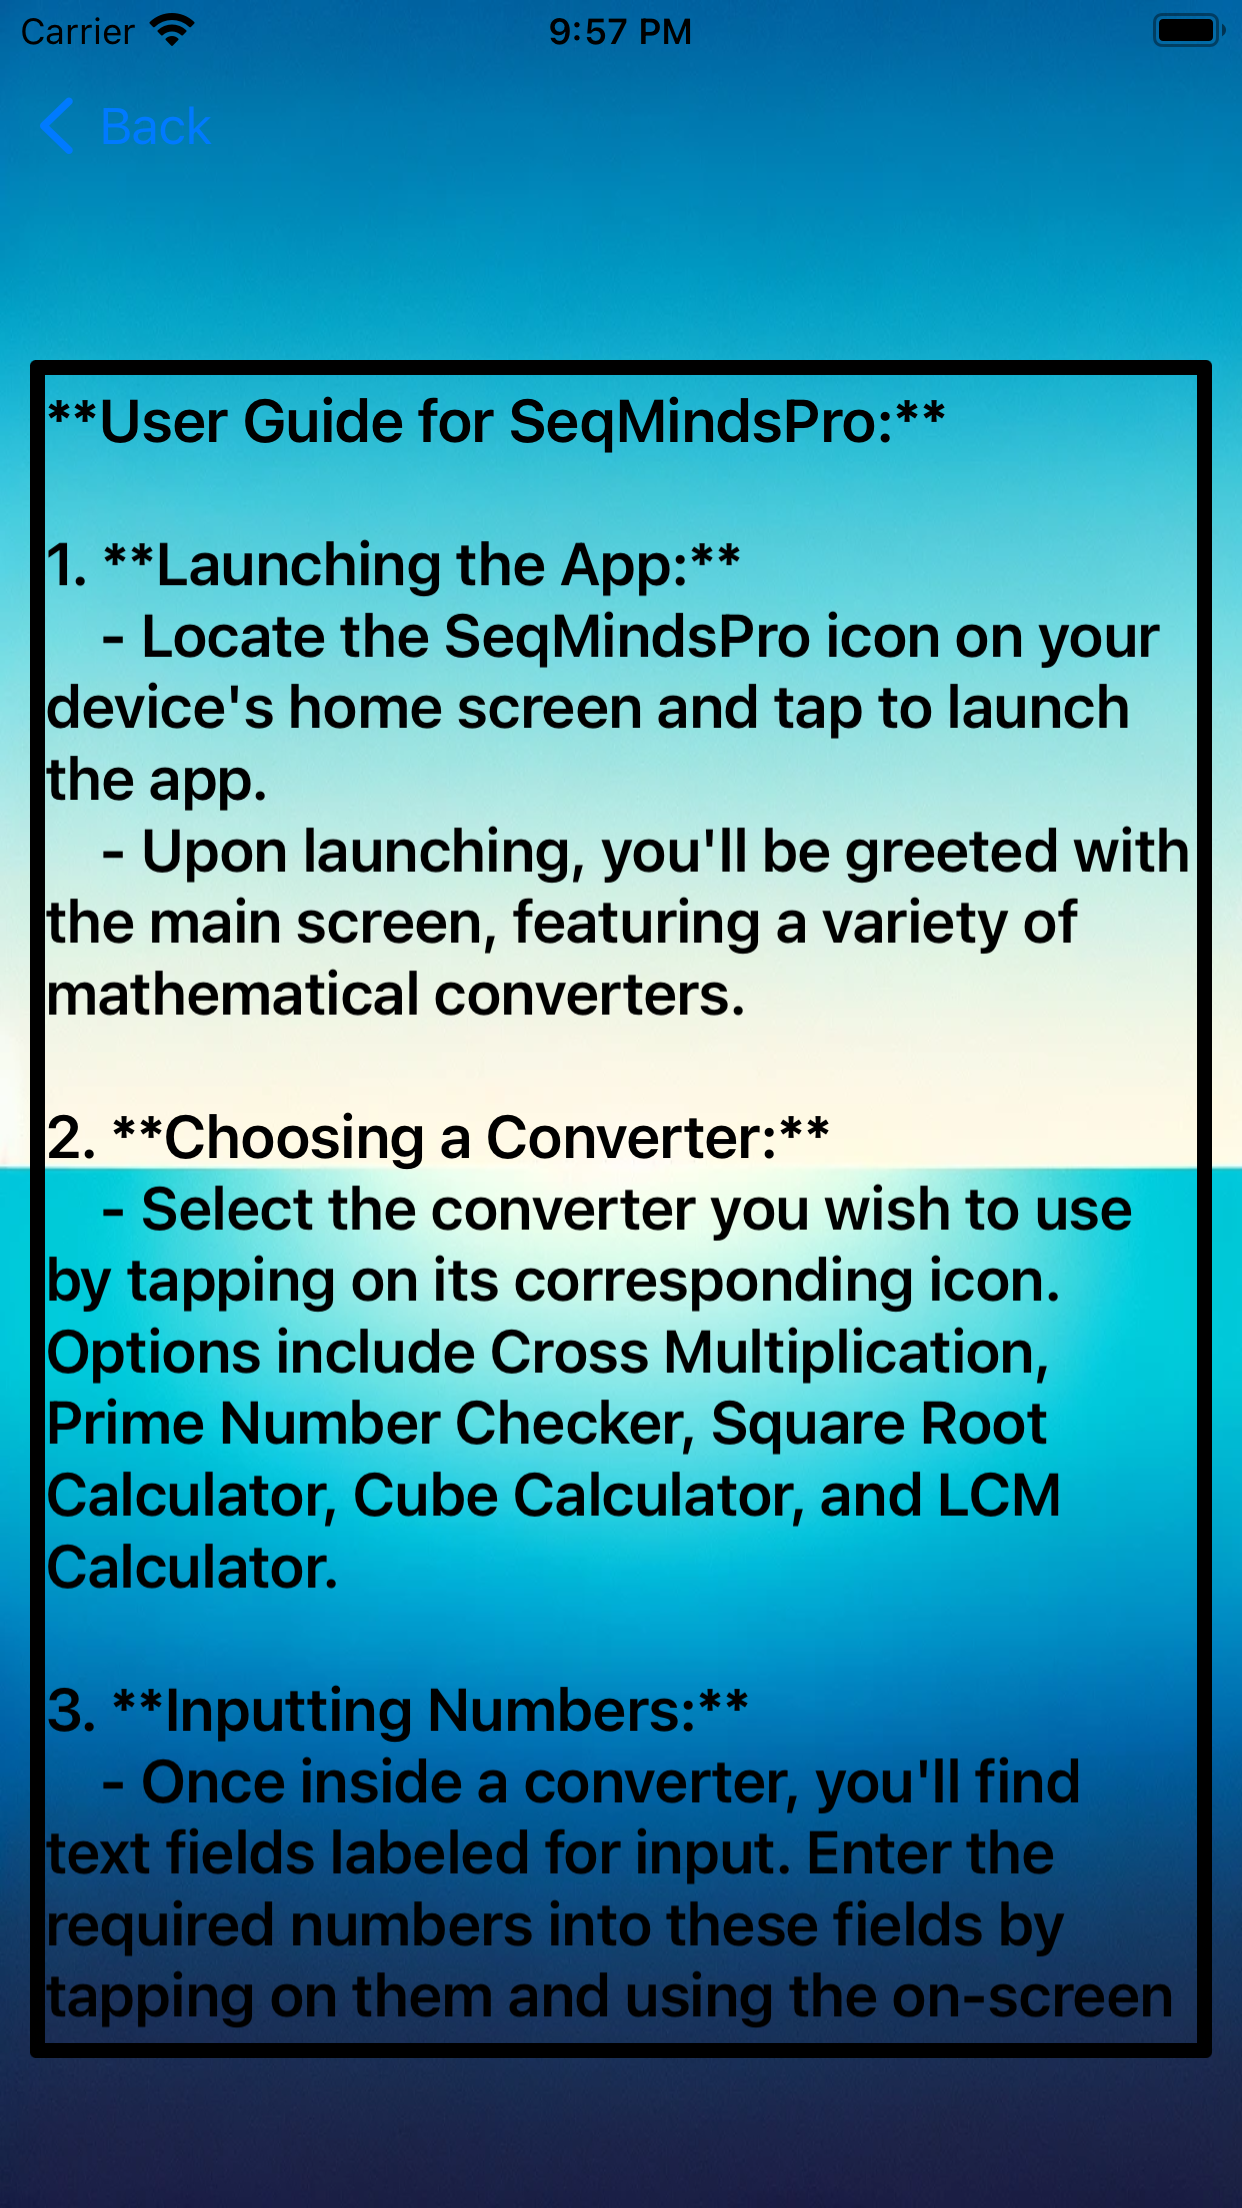 Carrier
9:57 PM
Back
**User Guide for SeqMindsPro:**
1. **Launching the App:**
- Locate the SeqMindsPro icon on your
device's home screen and tap to launch
the app.
- Upon launching, you'll be greeted with
the main screen, featuring a variety of
mathematical converters.
2. **Choosing a Converter:**
- Select the converter you wish to use
by tapping on its corresponding icon.
Options include Cross Multiplication,
Prime Number Checker, Square Root
Calculator, Cube Calculator, and LCM
Calculator.
3. **Inputting Numbers:**
- Once inside a converter, you'll find
text fields labeled for input. Enter the
required numbers into these fields by
tapping on them and using the on-screen